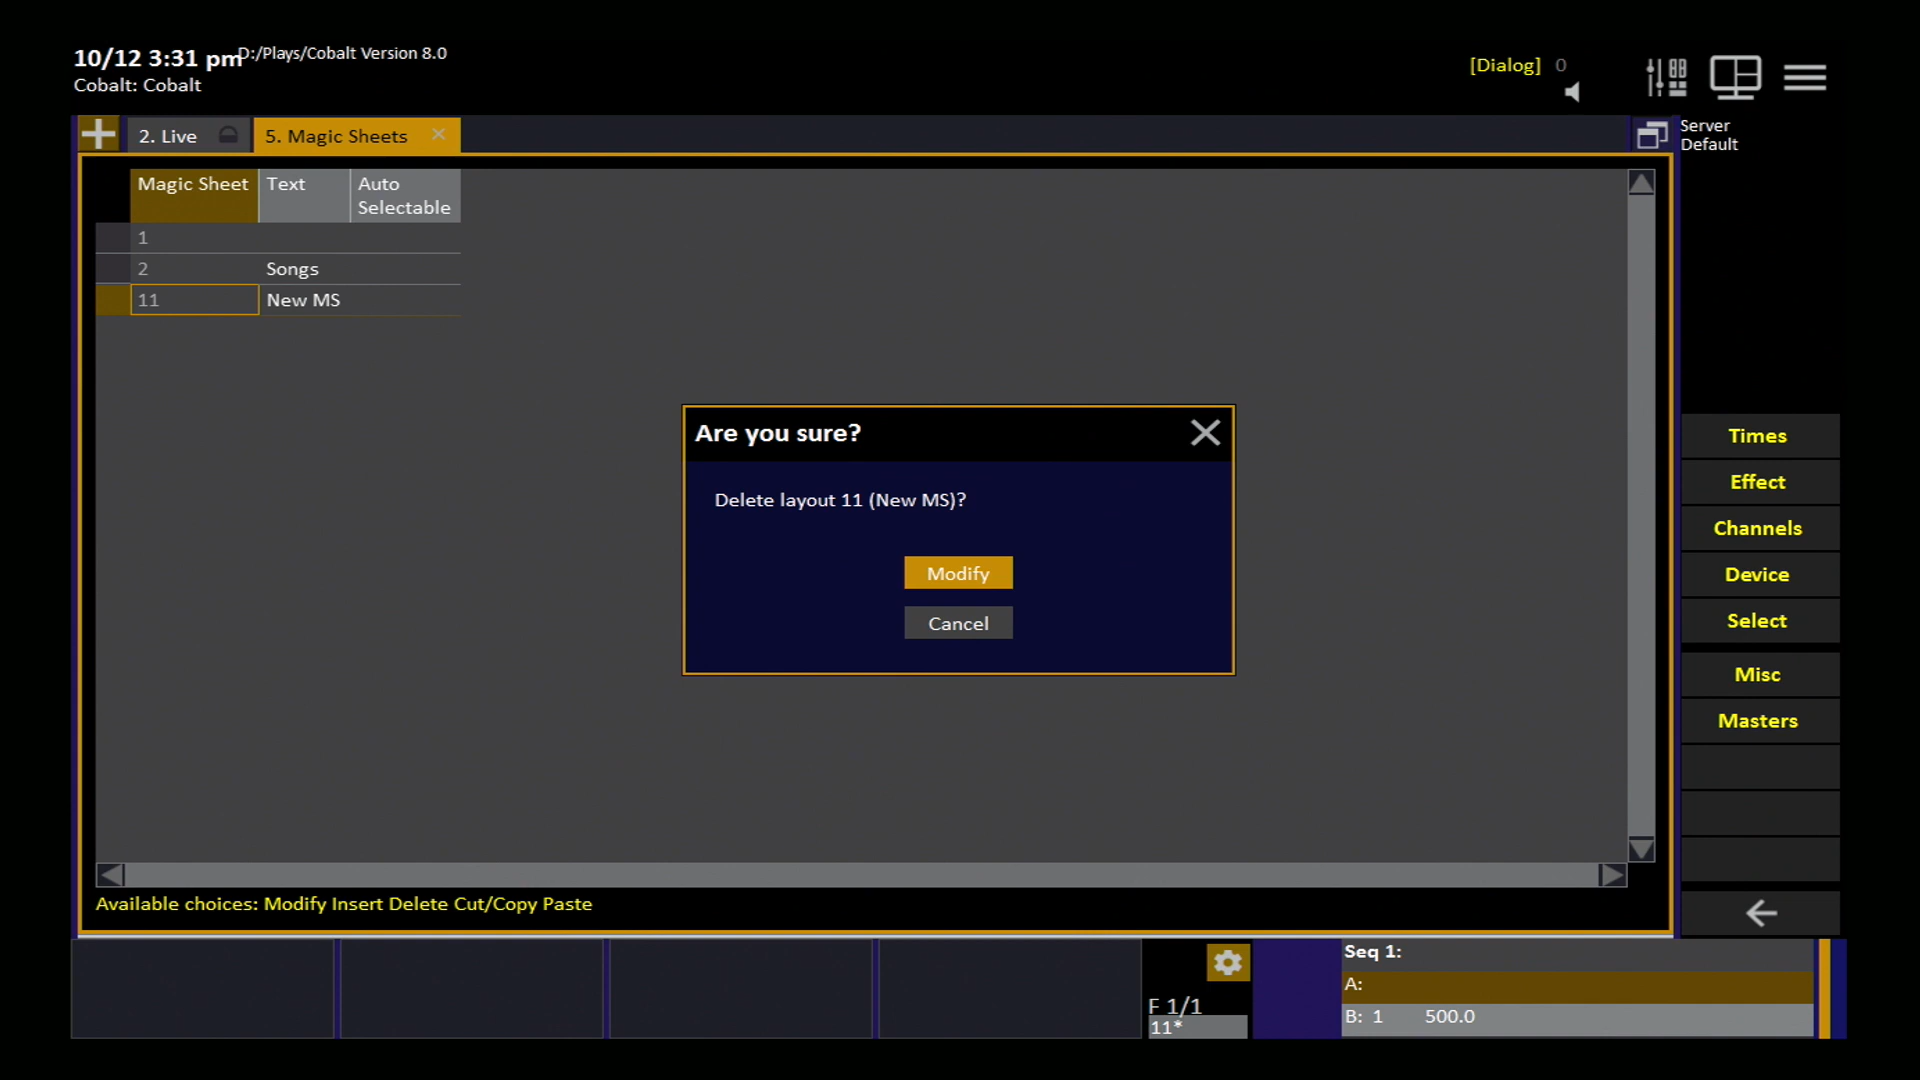 10/12 3:31 pm
D:/Plays/Cobalt Version 8.0
Cobalt: Cobalt
[Dialog] 0
Server
Default
2. Live
5. Magic Sheets
Magic Sheet
Text
Auto
Selectable
1
2 Songs
11 New MS
Are you sure?
Delete layout 11 (New MS)?
Modify
Cancel
Times
Effect
Channels
Device
Select
Misc
Masters
Available choices: Modify Insert Delete Cut/Copy Paste
F 1/1
11*
Seq 1:
A:
B: 1 500.0